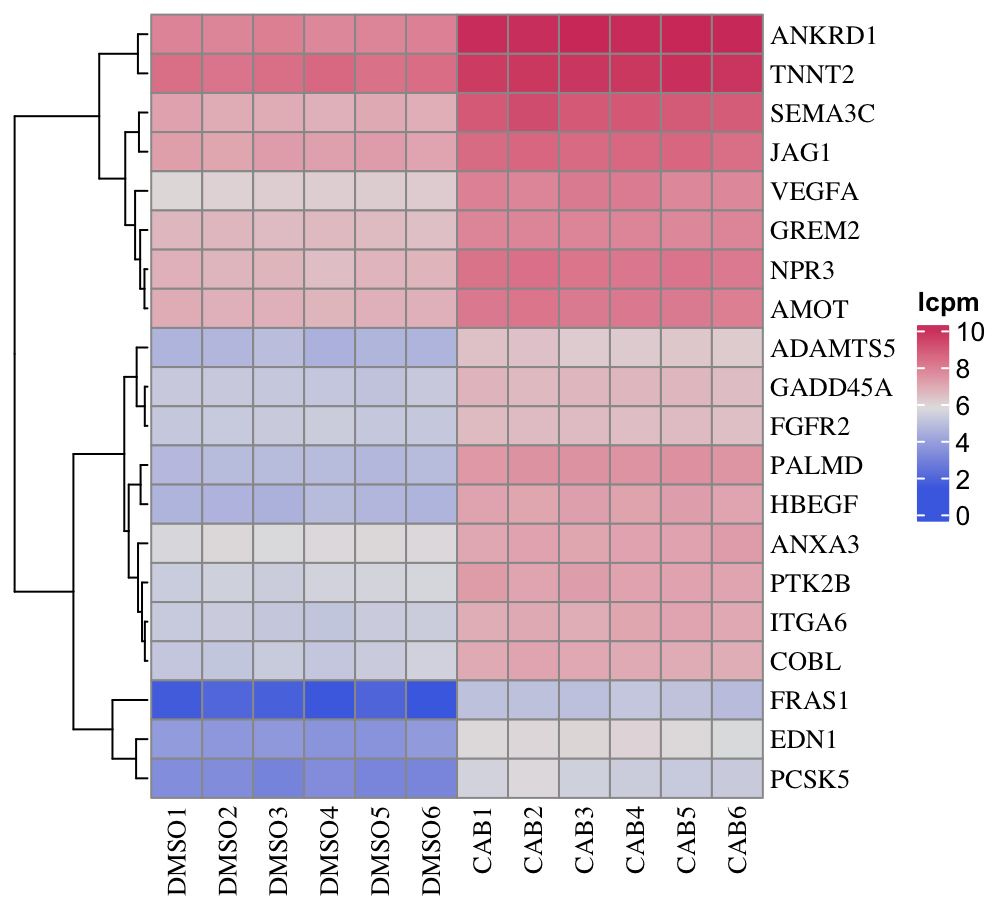 ANKRD1
TNNT2
SEMA3C
JAG1
VEGFA
GREM2
NPR3
AMOT
ADAMTS5
GADD45A
FGFR2
PALMD
HBEGF
ANXA3
PTK2B
ITGA6
COBL
FRAS1
EDN1
PCSK5
lcpm
10
8
6
4
2
0
DMSO1
DMSO2
DMSO3
DMSO4
DMSO5
DMSO6
CAB1
CAB2
CAB3
CAB4
CAB5
CAB6